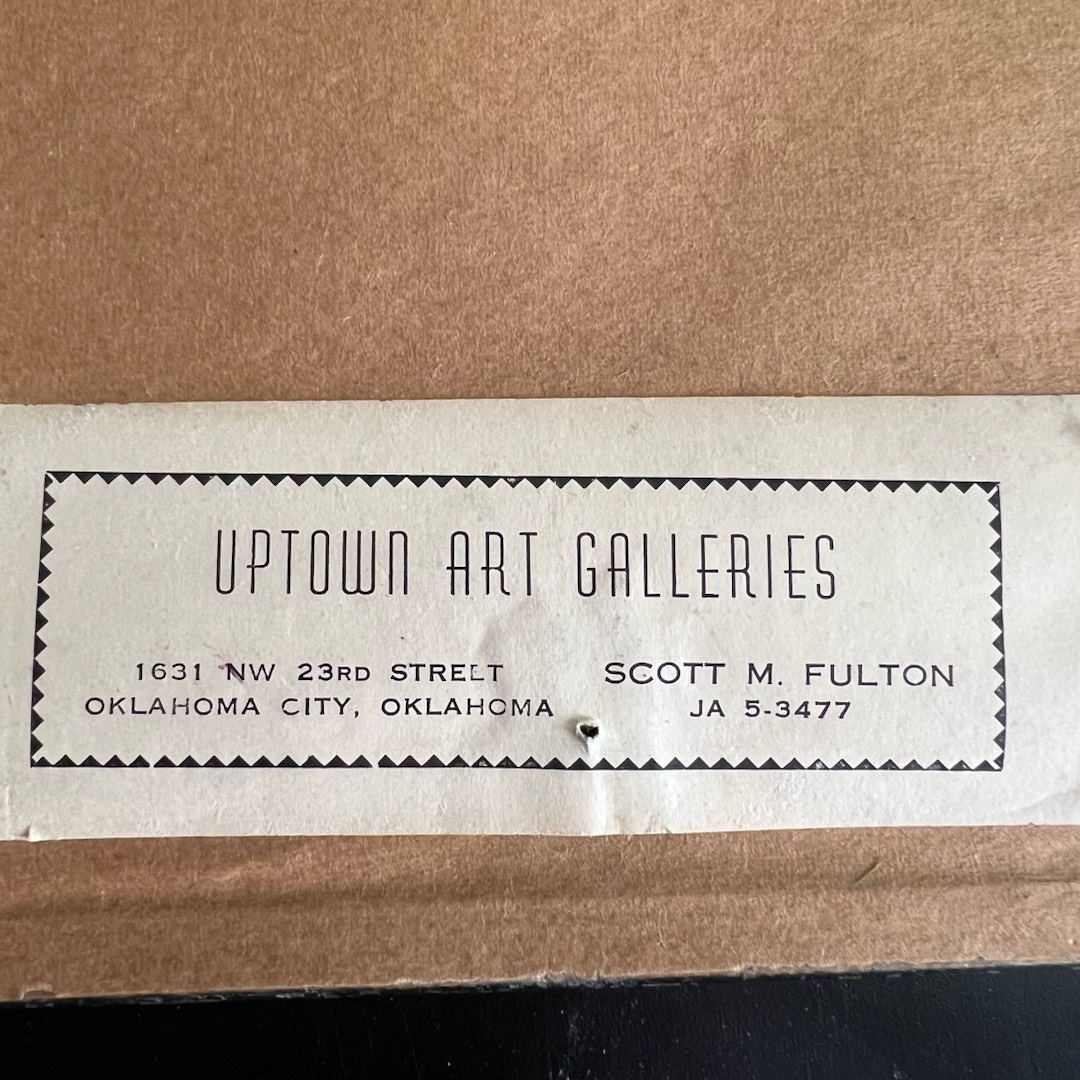 UPTOWN ART GALLERIES
1631 NW 23RD STREET
OKLAHOMA CITY, OKLAHOMA
SCOTT M. FULTON
JA 5-3477